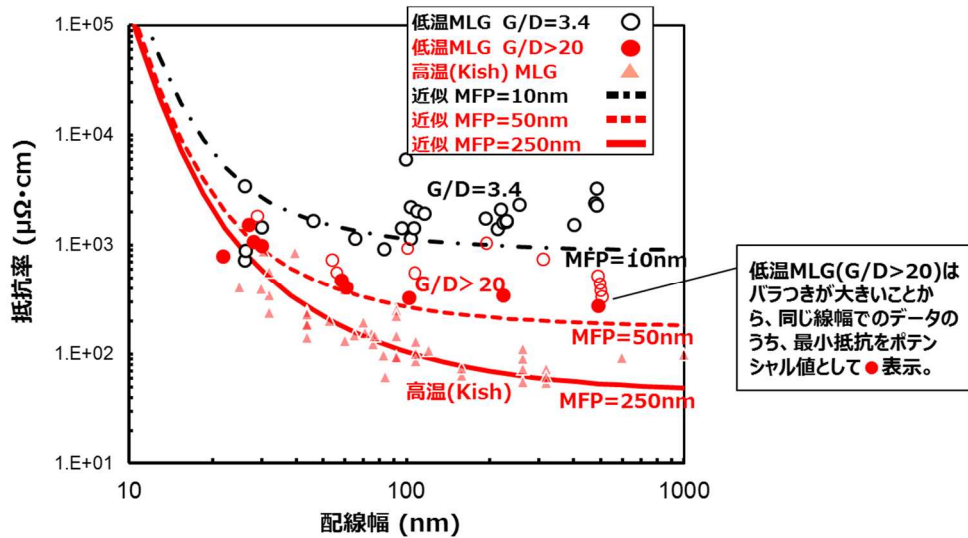 1.E+05
1.E+04
1.E+03
1.E+02
1.E+01
抵抗率 (μΩ･cm)
10
100
1000
配線幅 (nm)
低温MLG G/D=3.4
低温MLG G/D>20
高温(Kish) MLG
近似 MFP=10nm
近似 MFP=50nm
近似 MFP=250nm
G/D=3.4
MFP=10nm
G/D＞20
MFP=50nm
高温(Kish)
MFP=250nm
低温MLG(G/D>20)は
バラつきが大きいことか
ら、同じ線幅でのデータの
うち、最小抵抗をポテン
シャル値として●表示。